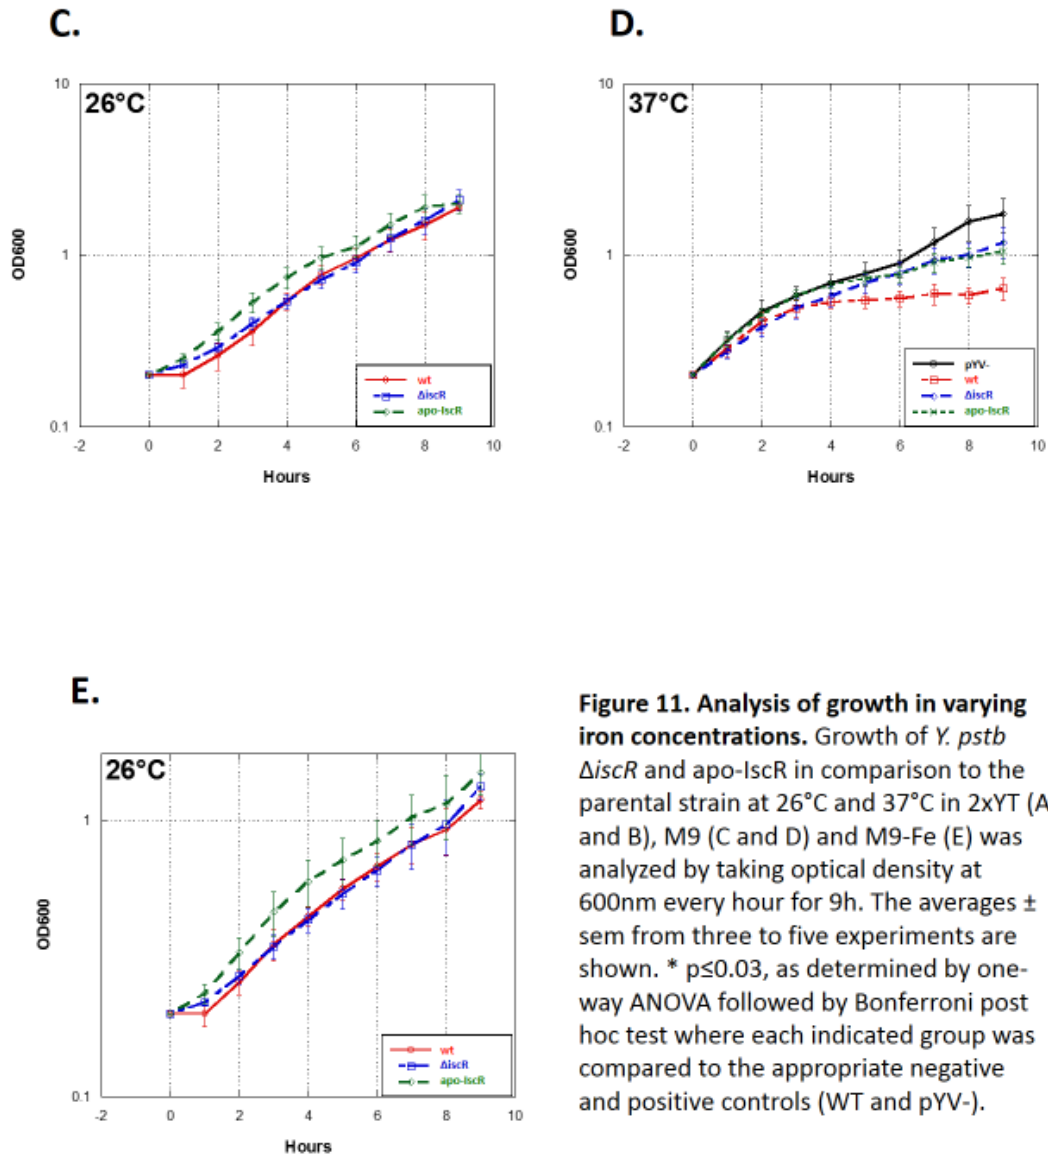 C.
26°C
10
1
0.1
OD600
-2 0 2 4 6 8 10
Hours
wt
ΔiscR
apo-IscR
D.
37°C
10
1
0.1
OD600
-2 0 2 4 6 8 10
Hours
pYV-
wt
ΔiscR
apo-IscR
E.
26°C
1
0.1
OD600
-2 0 2 4 6 8 10
Hours
wt
ΔiscR
apo-IscR
Figure 11. Analysis of growth in varying
iron concentrations. Growth of Y. pstb
ΔiscR and apo-IscR in comparison to the
parental strain at 26°C and 37°C in 2xYT (A
and B), M9 (C and D) and M9-Fe (E) was
analyzed by taking optical density at
600nm every hour for 9h. The averages ±
sem from three to five experiments are
shown. * p≤0.03, as determined by one-
way ANOVA followed by Bonferroni post
hoc test where each indicated group was
compared to the appropriate negative
and positive controls (WT and pYV-).